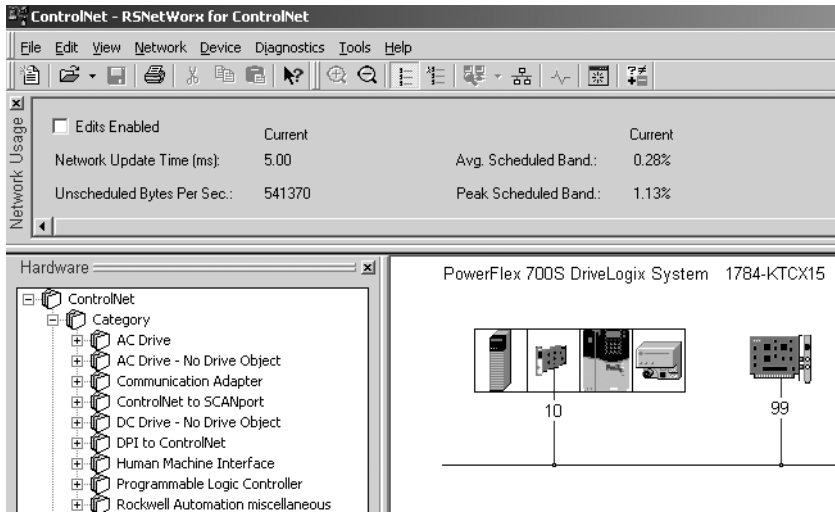 ControlNet - RSNetWorx for ControlNet
File Edit View Network Device Diagnostics Tools Help
Network Usage
Edits Enabled
Current
Current
Network Update Time (ms):
5.00
Avg. Scheduled Band.:
0.28%
Unscheduled Bytes Per Sec.:
541370
Peak Scheduled Band.:
1.13%
Hardware
ControlNet
Category
AC Drive
AC Drive - No Drive Object
Communication Adapter
ControlNet to SCANport
DC Drive - No Drive Object
DPI to ControlNet
Human Machine Interface
Programmable Logic Controller
Rockwell Automation miscellaneous
PowerFlex 700S DriveLogix System
1784-KTCX15
10
99